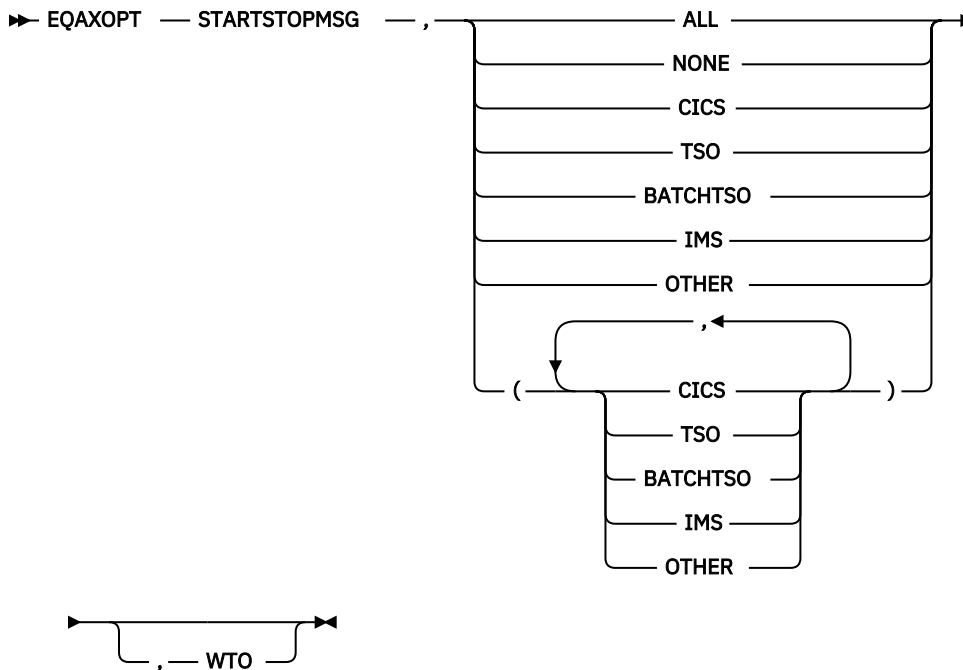 EQAXOPT STARTSTOPMSG , ALL
NONE
CICS
TSO
BATCHTSO
IMS
OTHER
,
( CICS )
TSO
BATCHTSO
IMS
OTHER
, WTO